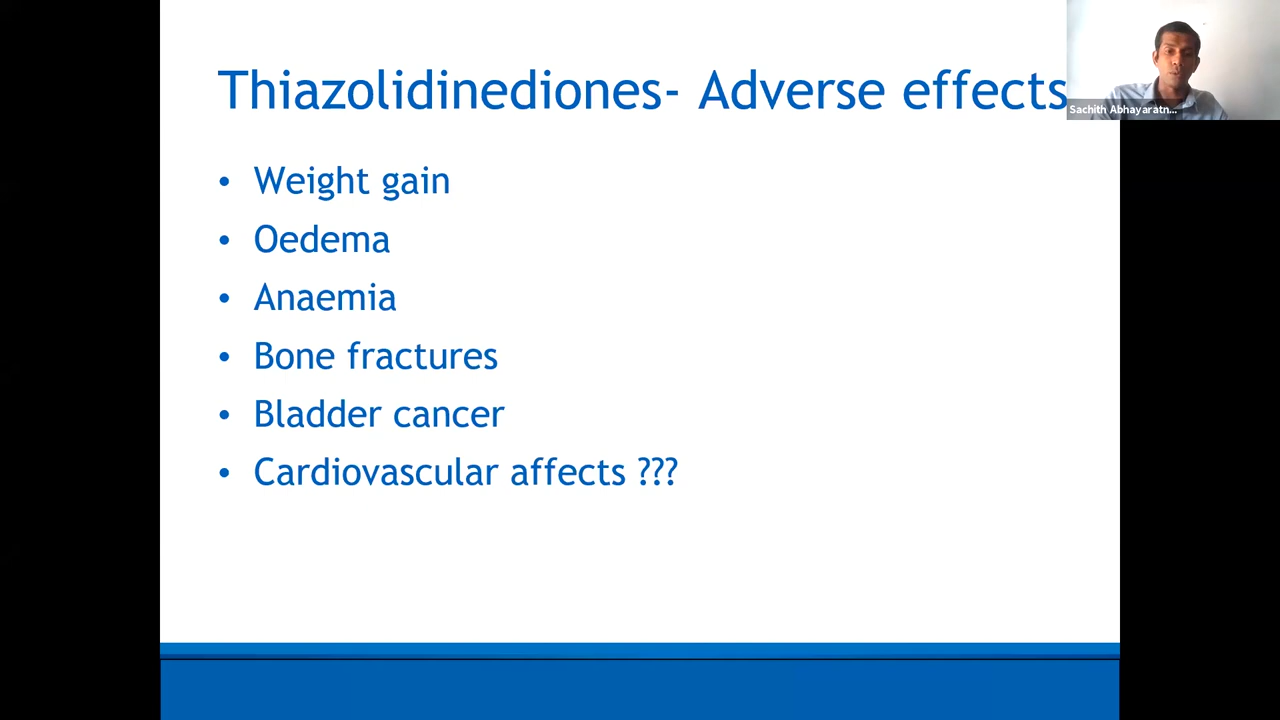 Thiazolidinediones- Adverse effects
Sachith Abhayaratn...
• Weight gain
• Oedema
• Anaemia
• Bone fractures
• Bladder cancer
• Cardiovascular affects ???